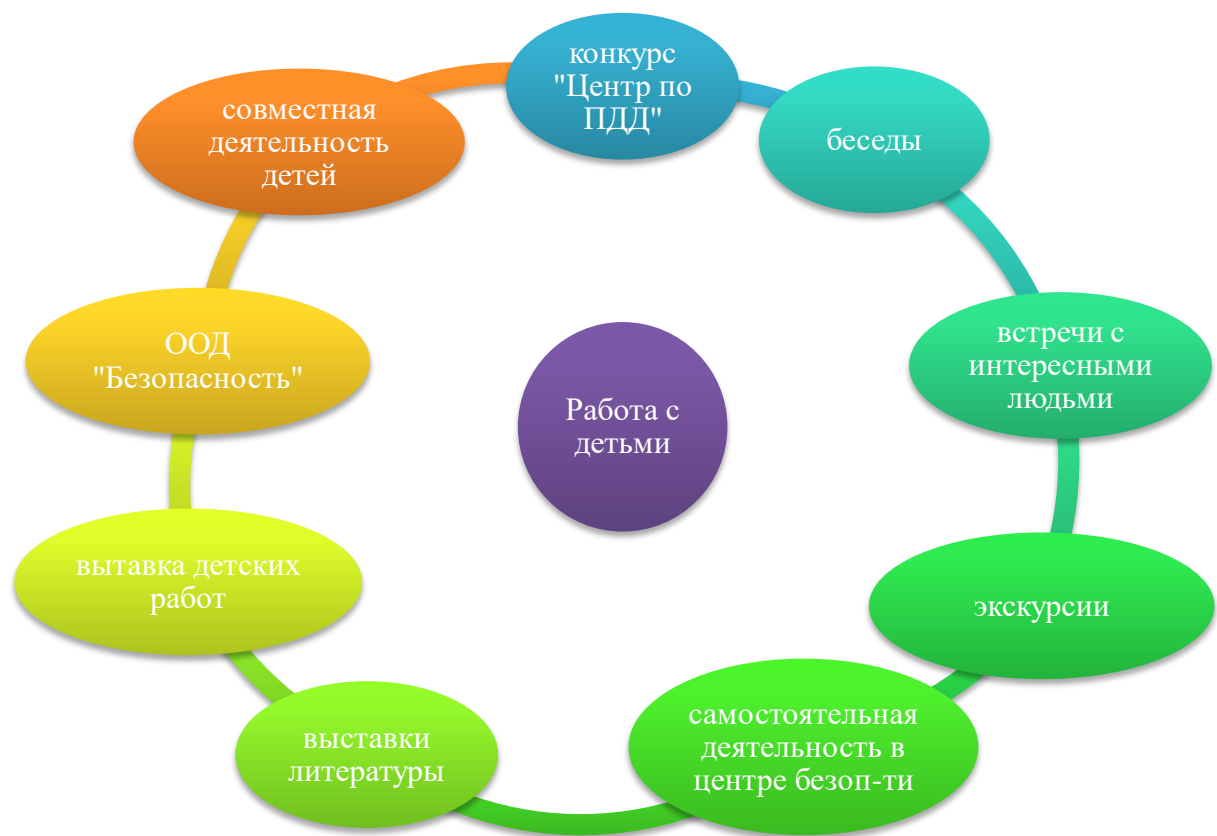 конкурс
"Центр по
ПДД"
беседы
встречи с
интересными
людьми
экскурсии
самостоятельная
деятельность в
центре безоп-ти
выставки
литературы
вытавка детских
работ
ООД
"Безопасность"
совместная
деятельность
детей
Работа с
детьми